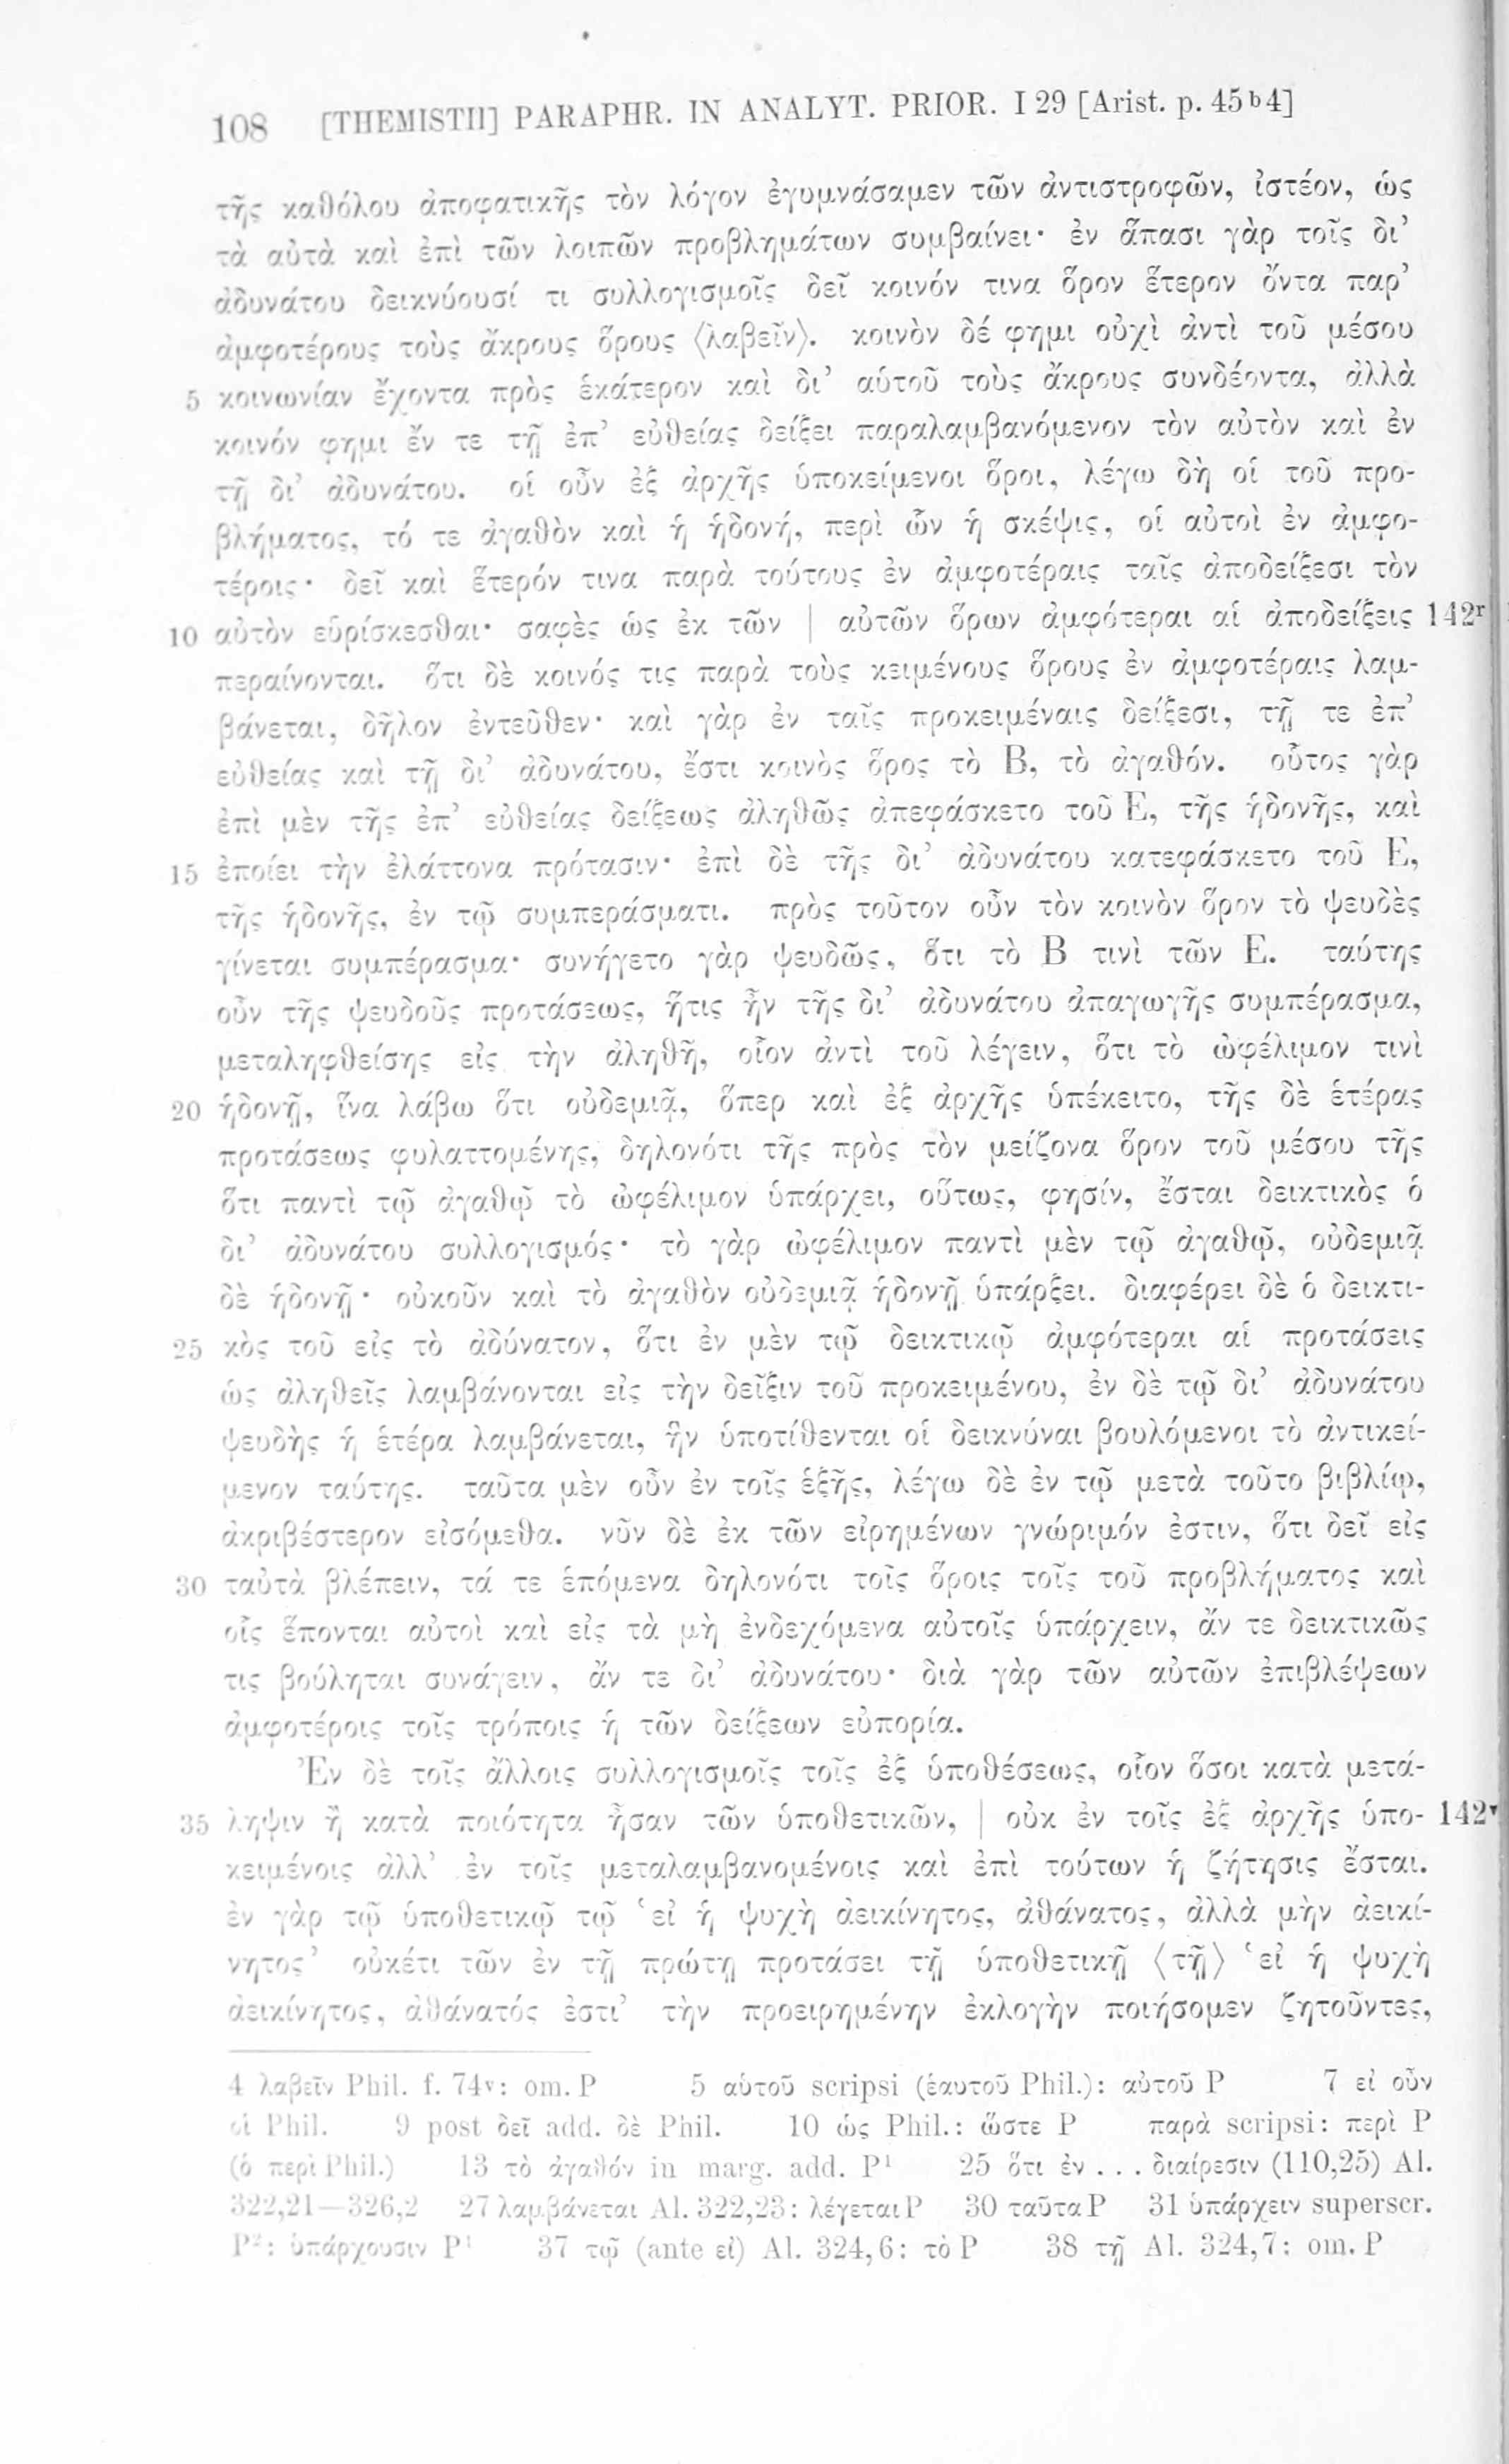 108 [THEMISTII] PARAPHR. IN ANALYT. PRIOR. I 29 [Arist. p. 45ᵇ4]
τῆς καθόλου ἀποφατικῆς τὸν λόγον ἐγυμνάσαμεν τῶν ἀντιστροφῶν, ἰστέον, ὡς
τὰ αὐτὰ καὶ ἐπὶ τῶν λοιπῶν προβλημάτων συμβαίνει· ἐν ἅπασι γὰρ τοῖς δι’
ἀδυνάτου δεικνύουσί τι συλλογισμοῖς δεῖ κοινόν τινα ὅρον ἕτερον ὄντα παρ’
ἀμφοτέρους τοὺς ἄκρους ὅρους ⟨λαβεῖν⟩. κοινὸν δέ φημι οὐχὶ ἀντὶ τοῦ μέσου
5 κοινωνίαν ἔχοντα πρὸς ἑκάτερον καὶ δι’ αὑτοῦ τοὺς ἄκρους συνδέοντα, ἀλλὰ
κοινόν φημι ἔν τε τῇ ἐπ’ εὐθείας δείξει παραλαμβανόμενον τὸν αὐτὸν καὶ ἐν
τῇ δι’ ἀδυνάτου. οἱ οὖν ἐξ ἀρχῆς ὑποκείμενοι ὅροι, λέγω δὴ οἱ τοῦ προ-
βλήματος, τό τε ἀγαθὸν καὶ ἡ ἡδονή, περὶ ὧν ἡ σκέψις, οἱ αὐτοὶ ἐν ἀμφο-
τέροις· δεῖ καὶ ἕτερόν τινα παρὰ τούτους ἐν ἀμφοτέραις ταῖς ἀποδείξεσι τὸν
10 αὐτὸν εὑρίσκεσθαι· σαφὲς ὡς ἐκ τῶν | αὐτῶν ὅρων ἀμφότεραι αἱ ἀποδείξεις 142ʳ
περαίνονται. ὅτι δὲ κοινός τις παρὰ τοὺς κειμένους ὅρους ἐν ἀμφοτέραις λαμ-
βάνεται, δῆλον ἐντεῦθεν· καὶ γὰρ ἐν ταῖς προκειμέναις δείξεσι, τῇ τε ἐπ’
εὐθείας καὶ τῇ δι’ ἀδυνάτου, ἔστι κοινὸς ὅρος τὸ Β, τὸ ἀγαθόν. οὗτος γὰρ
ἐπὶ μὲν τῆς ἐπ’ εὐθείας δείξεως ἀληθῶς ἀπεφάσκετο τοῦ Ε, τῆς ἡδονῆς, καὶ
15 ἐποίει τὴν ἐλάττονα πρότασιν· ἐπὶ δὲ τῆς δι’ ἀδυνάτου κατεφάσκετο τοῦ Ε,
τῆς ἡδονῆς, ἐν τῷ συμπεράσματι. πρὸς τοῦτον οὖν τὸν κοινὸν ὅρον τὸ ψευδὲς
γίνεται συμπέρασμα· συνήγετο γὰρ ψευδῶς, ὅτι τὸ Β τινὶ τῶν Ε. ταύτης
οὖν τῆς ψευδοῦς προτάσεως, ἥτις ἦν τῆς δι’ ἀδυνάτου ἀπαγωγῆς συμπέρασμα,
μεταληφθείσης εἰς τὴν ἀληθῆ, οἷον ἀντὶ τοῦ λέγειν, ὅτι τὸ ὠφέλιμον τινὶ
20 ἡδονῇ, ἵνα λάβω ὅτι οὐδεμιᾷ, ὅπερ καὶ ἐξ ἀρχῆς ὑπέκειτο, τῆς δὲ ἑτέρας
προτάσεως φυλαττομένης, δηλονότι τῆς πρὸς τὸν μείζονα ὅρον τοῦ μέσου τῆς
ὅτι παντὶ τῷ ἀγαθῷ τὸ ὠφέλιμον ὑπάρχει, οὕτως, φησίν, ἔσται δεικτικὸς ὁ
δι’ ἀδυνάτου συλλογισμός· τὸ γὰρ ὠφέλιμον παντὶ μὲν τῷ ἀγαθῷ, οὐδεμιᾷ
δὲ ἡδονῇ· οὐκοῦν καὶ τὸ ἀγαθὸν οὐδεμιᾷ ἡδονῇ ὑπάρξει. διαφέρει δὲ ὁ δεικτι-
25 κὸς τοῦ εἰς τὸ ἀδύνατον, ὅτι ἐν μὲν τῷ δεικτικῷ ἀμφότεραι αἱ προτάσεις
ὡς ἀληθεῖς λαμβάνονται εἰς τὴν δεῖξιν τοῦ προκειμένου, ἐν δὲ τῷ δι’ ἀδυνάτου
ψευδὴς ἡ ἑτέρα λαμβάνεται, ἣν ὑποτίθενται οἱ δεικνύναι βουλόμενοι τὸ ἀντικεί-
μενον ταύτης. ταῦτα μὲν οὖν ἐν τοῖς ἑξῆς, λέγω δὲ ἐν τῷ μετὰ τοῦτο βιβλίῳ,
ἀκριβέστερον εἰσόμεθα. νῦν δὲ ἐκ τῶν εἰρημένων γνώριμόν ἐστιν, ὅτι δεῖ εἰς
30 ταὐτὰ βλέπειν, τά τε ἑπόμενα δηλονότι τοῖς ὅροις τοῖς τοῦ προβλήματος καὶ
οἷς ἕπονται αὐτοὶ καὶ εἰς τὰ μὴ ἐνδεχόμενα αὐτοῖς ὑπάρχειν, ἄν τε δεικτικῶς
τις βούληται συνάγειν, ἄν τε δι’ ἀδυνάτου· διὰ γὰρ τῶν αὐτῶν ἐπιβλέψεων
ἀμφοτέροις τοῖς τρόποις ἡ τῶν δείξεων εὐπορία.
Ἐν δὲ τοῖς ἄλλοις συλλογισμοῖς τοῖς ἐξ ὑποθέσεως, οἷον ὅσοι κατὰ μετά-
35 ληψιν ἢ κατὰ ποιότητα ἦσαν τῶν ὑποθετικῶν, | οὐκ ἐν τοῖς ἐξ ἀρχῆς ὑπο- 142ᵛ
κειμένοις ἀλλ’ ἐν τοῖς μεταλαμβανομένοις καὶ ἐπὶ τούτων ἡ ζήτησις ἔσται.
ἐν γὰρ τῷ ὑποθετικῷ τῷ ‘εἰ ἡ ψυχὴ ἀεικίνητος, ἀθάνατος, ἀλλὰ μὴν ἀεικί-
νητος’ οὐκέτι τῶν ἐν τῇ πρώτῃ προτάσει τῇ ὑποθετικῇ ⟨τῇ⟩ ‘εἰ ἡ ψυχὴ
ἀεικίνητος, ἀθάνατός ἐστι’ τὴν προειρημένην ἐκλογὴν ποιήσομεν ζητοῦντες,
4 λαβεῖν Phil. f. 74ᵛ: om. P 5 αὑτοῦ scripsi (ἑαυτοῦ Phil.): αὐτοῦ P 7 εἰ οὖν
οἱ Phil. 9 post δεῖ add. δὲ Phil. 10 ὡς Phil.: ὥστε P παρὰ scripsi: περὶ P
(ὁ περὶ Phil.) 13 τὸ ἀγαθόν in marg. add. P¹ 25 ὅτι ἐν . . . διαίρεσιν (110,25) Al.
322,21—326,2 27 λαμβάνεται Al. 322,23: λέγεται P 30 ταῦτα P 31 ὑπάρχειν superscr.
P²: ὑπάρχουσιν P¹ 37 τῷ (ante εἰ) Al. 324,6: τὸ P 38 τῇ Al. 324,7: om. P